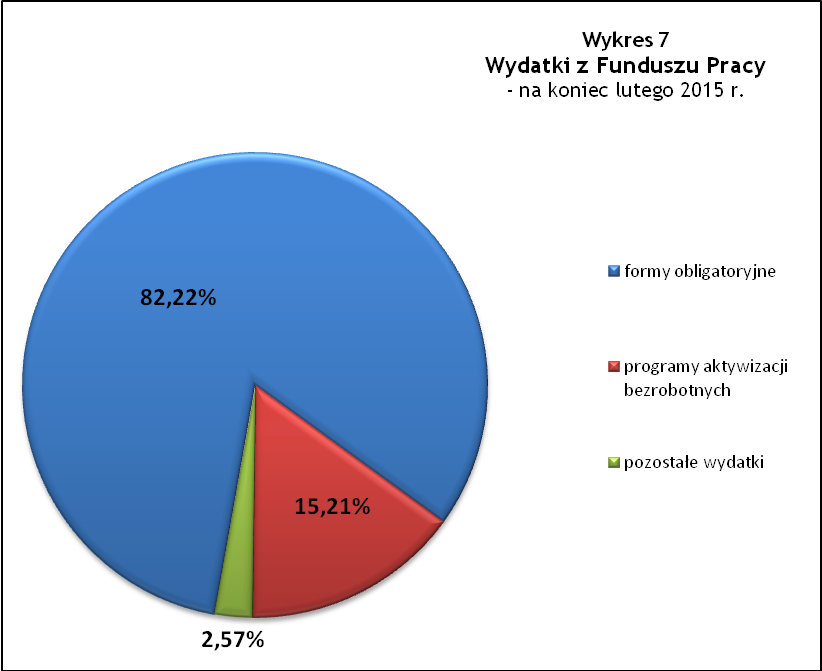 Wykres 7
Wydatki z Funduszu Pracy
- na koniec lutego 2015 r.
82,22%
formy obligatoryjne
programy aktywizacji
bezrobotnych
pozostałe wydatki
15,21%
2,57%